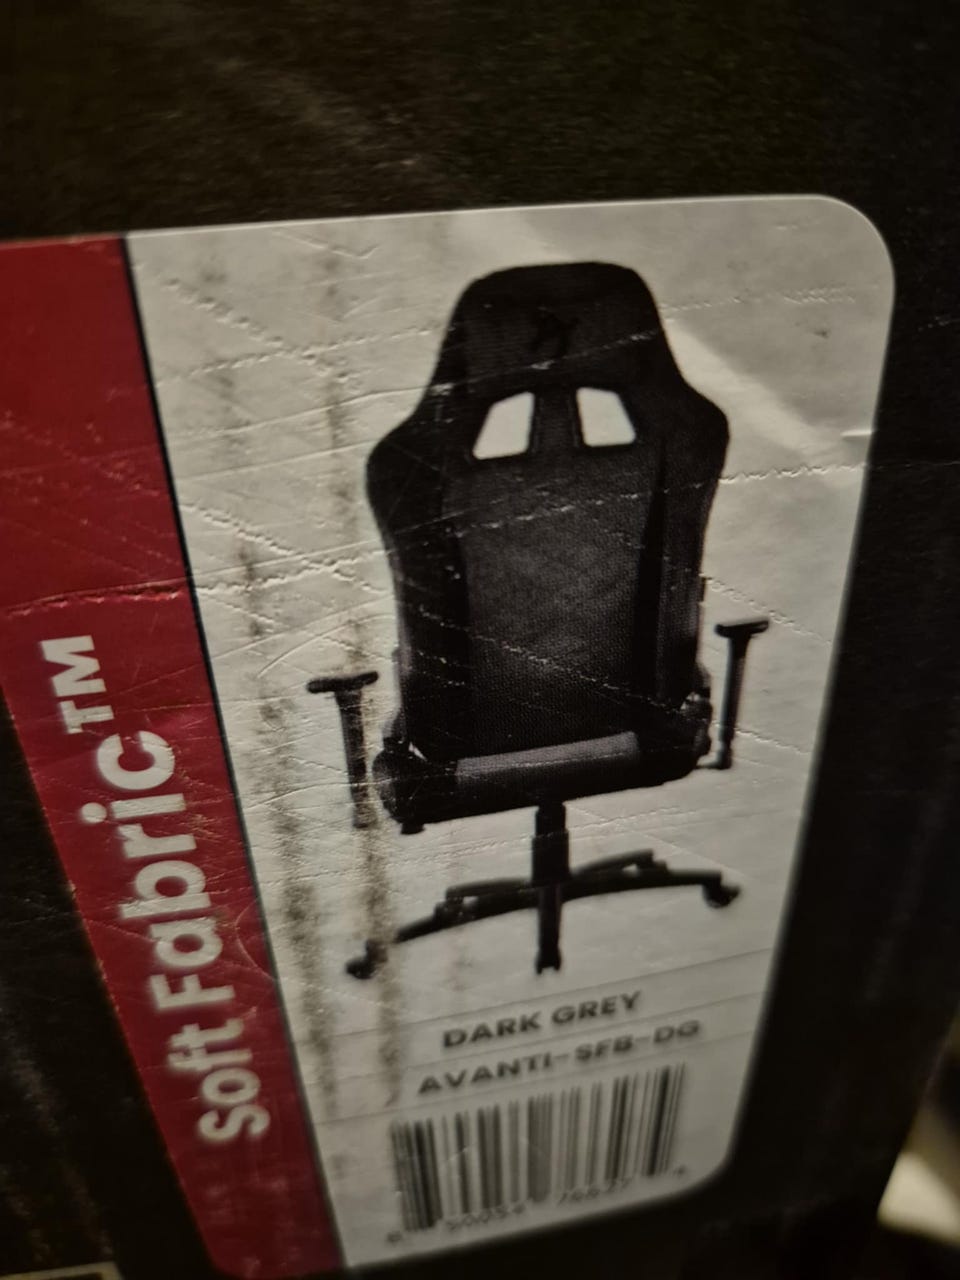 Soft Fabric™
DARK GREY
AVANTI-SFB-DG